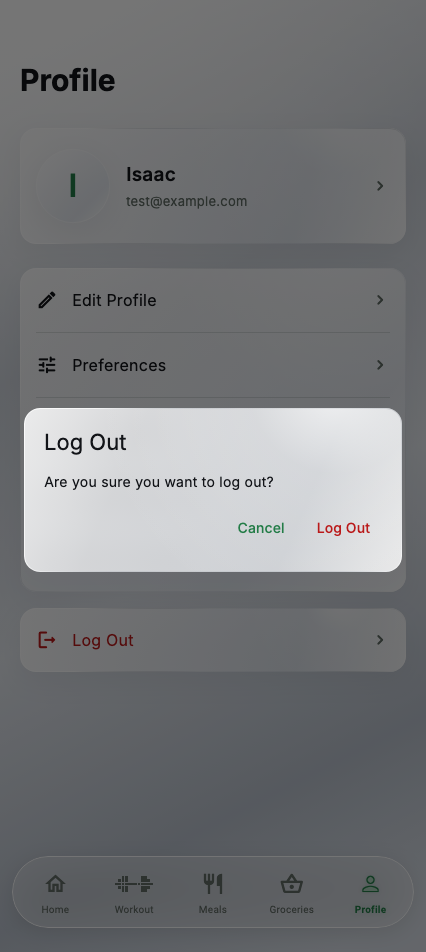 Profile
I
Isaac
test@example.com
Edit Profile
Preferences
Log Out
Are you sure you want to log out?
Cancel Log Out
Log Out
Home Workout Meals Groceries Profile